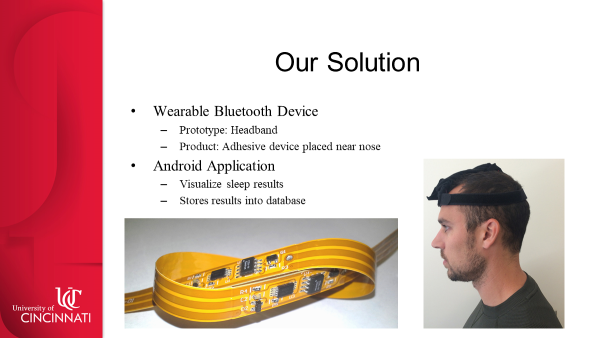 Our Solution
• Wearable Bluetooth Device
– Prototype: Headband
– Product: Adhesive device placed near nose
• Android Application
– Visualize sleep results
– Stores results into database
UC
University of
CINCINNATI